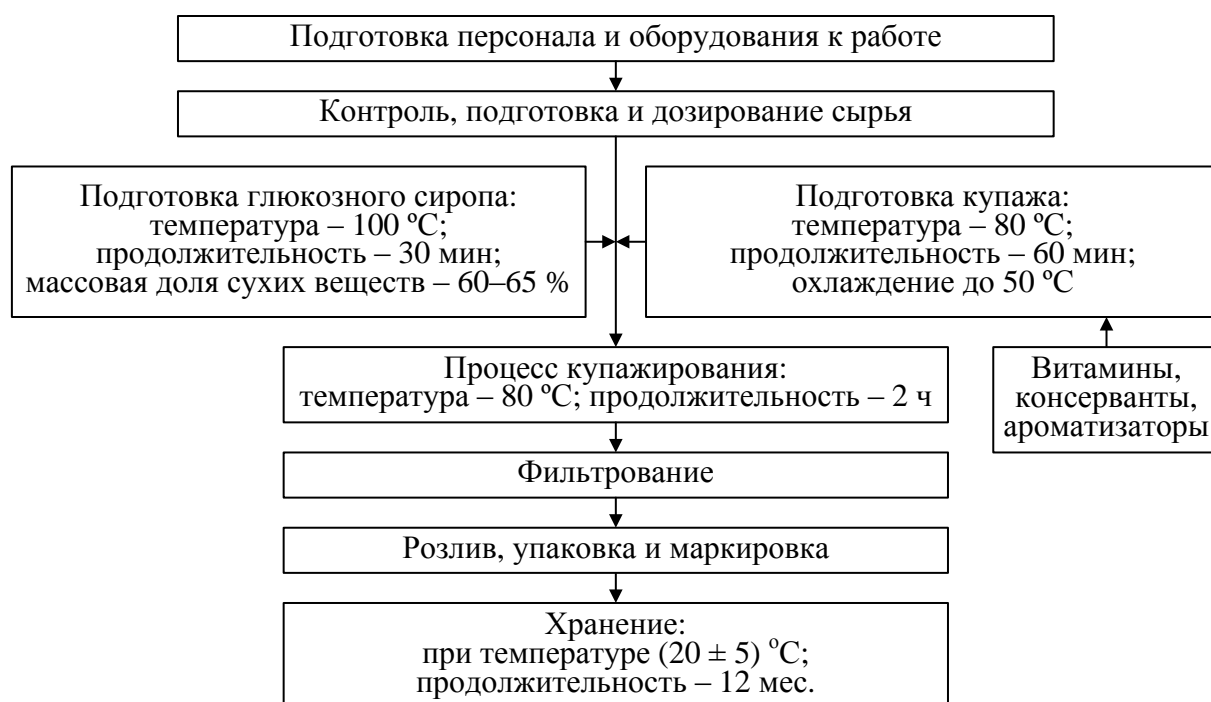 Подготовка персонала и оборудования к работе
Контроль, подготовка и дозирование сырья
Подготовка глюкозного сиропа:
температура – 100 ºС;
продолжительность – 30 мин;
массовая доля сухих веществ – 60–65 %
Подготовка купажа:
температура – 80 ºС;
продолжительность – 60 мин;
охлаждение до 50 ºС
Процесс купажирования:
температура – 80 ºС; продолжительность – 2 ч
Витамины,
консерванты,
ароматизаторы
Фильтрование
Розлив, упаковка и маркировка
Хранение:
при температуре (20 ± 5) ºС;
продолжительность – 12 мес.